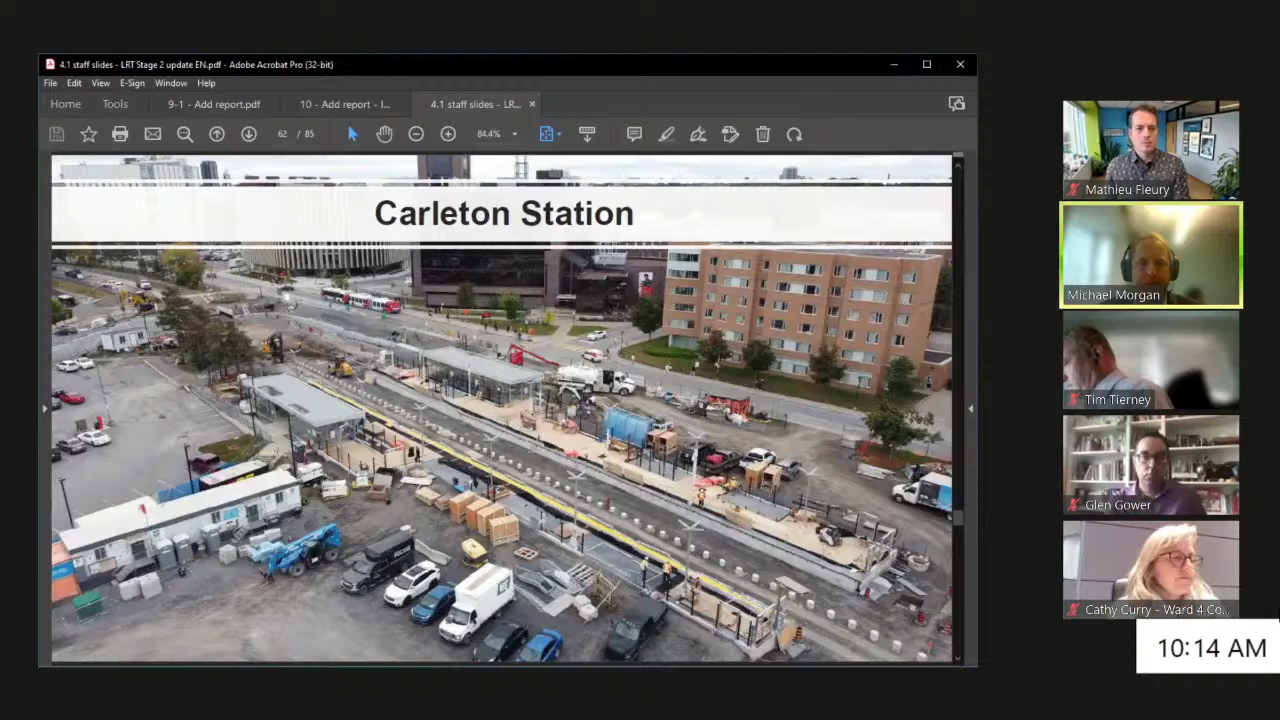 4.1 staff slides - LRT Stage 2 update EN.pdf - Adobe Acrobat Pro (32-bit)
File Edit View E-Sign Window Help
Home Tools 9-1 - Add report.pdf 10 - Add report - I... 4.1 staff slides - LR... ×
62 / 85 84.4%
Carleton Station
Mathieu Fleury
Michael Morgan
Tim Tierney
Glen Gower
Cathy Curry - Ward 4 Co...
10:14 AM